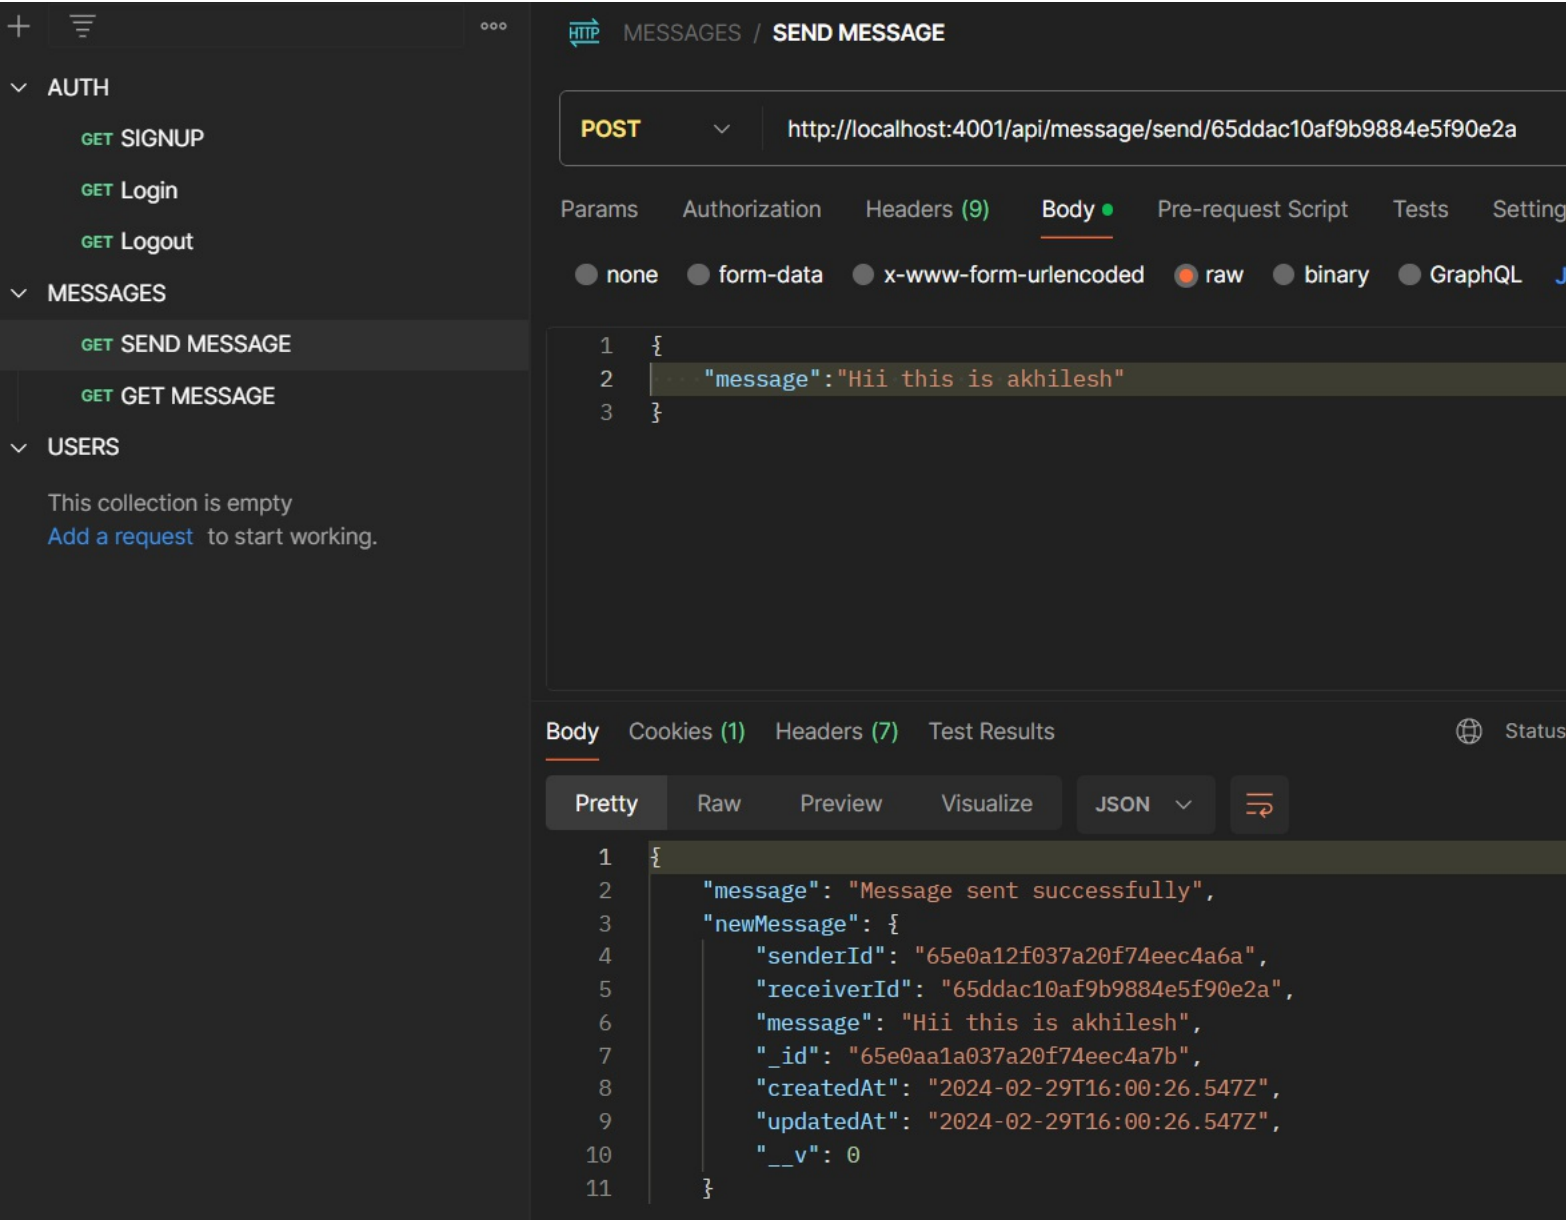 AUTH
GET SIGNUP
GET Login
GET Logout
MESSAGES
GET SEND MESSAGE
GET GET MESSAGE
USERS
This collection is empty
Add a request to start working.
HTTP MESSAGES / SEND MESSAGE
POST http://localhost:4001/api/message/send/65ddac10af9b9884e5f90e2a
Params Authorization Headers (9) Body Pre-request Script Tests Setting
none form-data x-www-form-urlencoded raw binary GraphQL J
1 {
2 "message":"Hii this is akhilesh"
3 }
Body Cookies (1) Headers (7) Test Results Status
Pretty Raw Preview Visualize JSON
1 {
2 "message": "Message sent successfully",
3 "newMessage": {
4 "senderId": "65e0a12f037a20f74eec4a6a",
5 "receiverId": "65ddac10af9b9884e5f90e2a",
6 "message": "Hii this is akhilesh",
7 "_id": "65e0aa1a037a20f74eec4a7b",
8 "createdAt": "2024-02-29T16:00:26.547Z",
9 "updatedAt": "2024-02-29T16:00:26.547Z",
10 "__v": 0
11 }